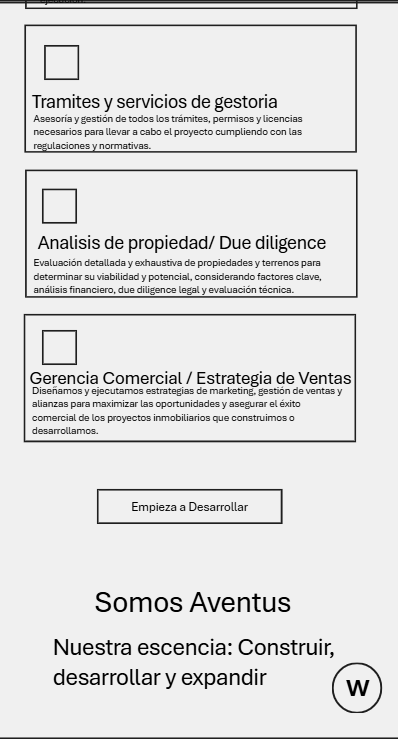 Tramites y servicios de gestoria
Asesoría y gestión de todos los trámites, permisos y licencias
necesarios para llevar a cabo el proyecto cumpliendo con las
regulaciones y normativas.
Analisis de propiedad/ Due diligence
Evaluación detallada y exhaustiva de propiedades y terrenos para
determinar su viabilidad y potencial, considerando factores clave,
análisis financiero, due diligence legal y evaluación técnica.
Gerencia Comercial / Estrategia de Ventas
Diseñamos y ejecutamos estrategias de marketing, gestión de ventas y
alianzas para maximizar las oportunidades y asegurar el éxito
comercial de los proyectos inmobiliarios que construimos o
desarrollamos.
Empieza a Desarrollar
Somos Aventus
Nuestra escencia: Construir,
desarrollar y expandir
W